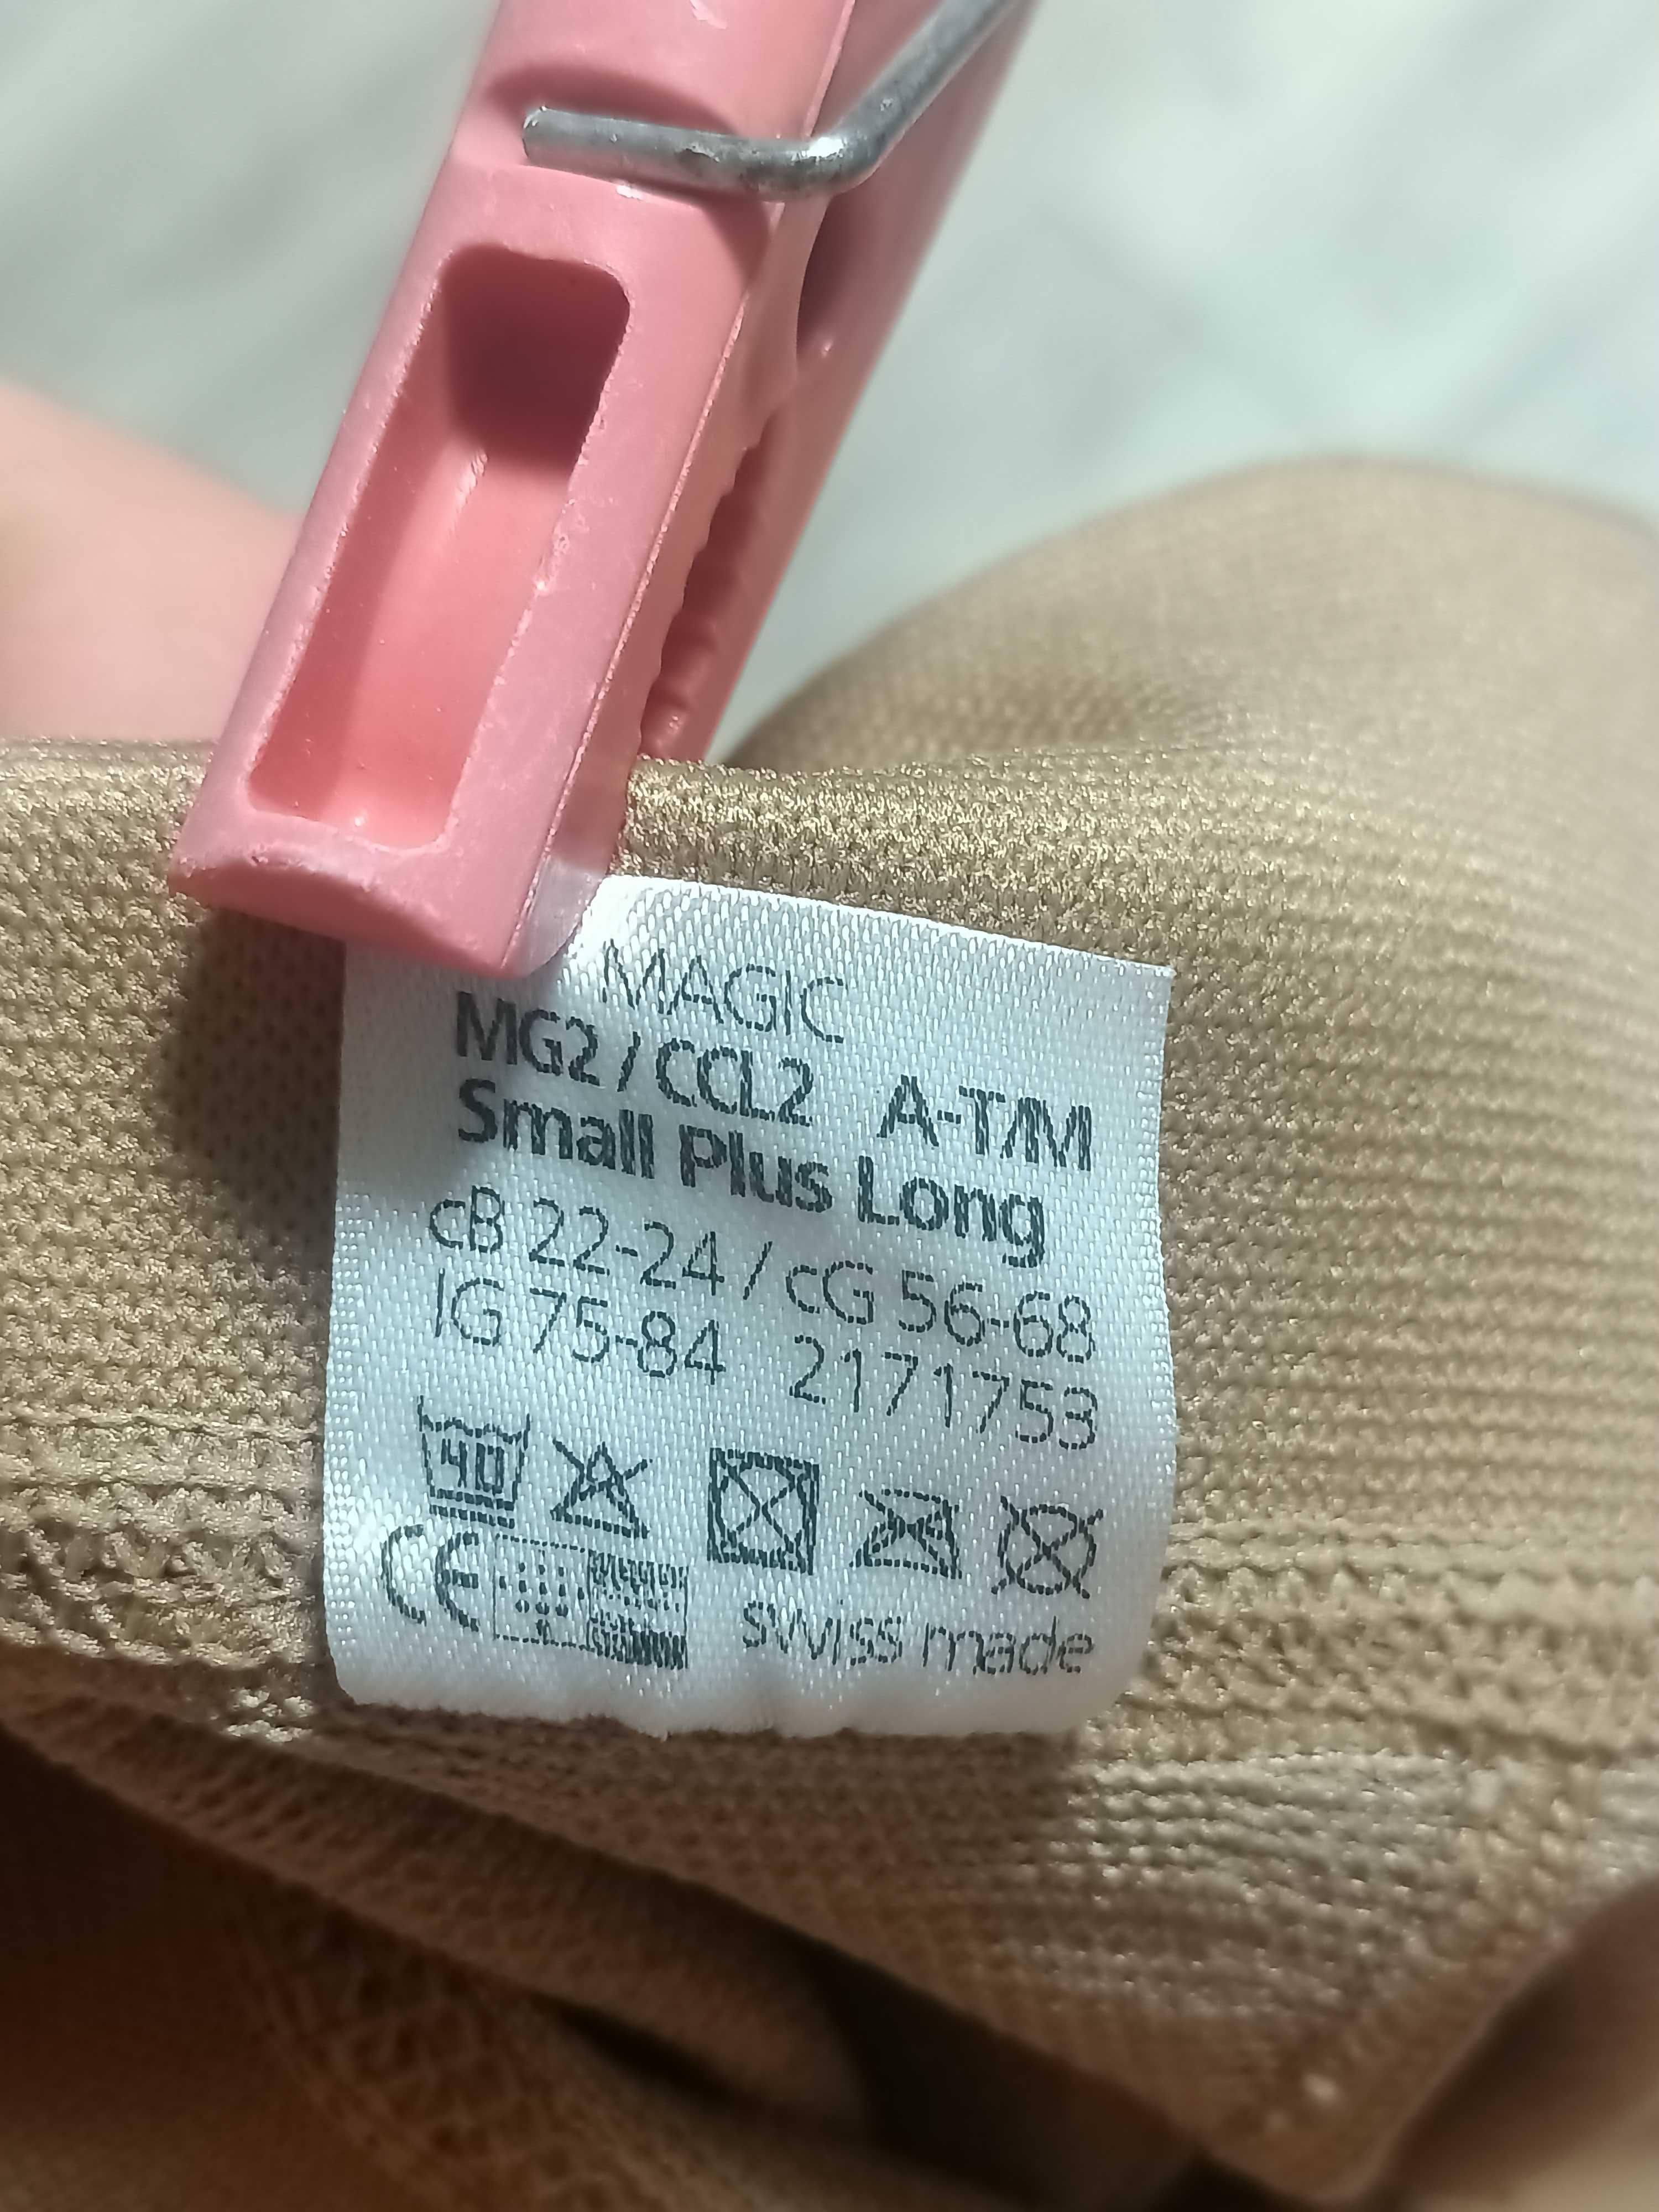 MAGIC
MG2 / CCL2 A-T/M
Small Plus Long
cB 22-24 / cG 56-68
lG 75-84 2171753
40
CE
swiss made